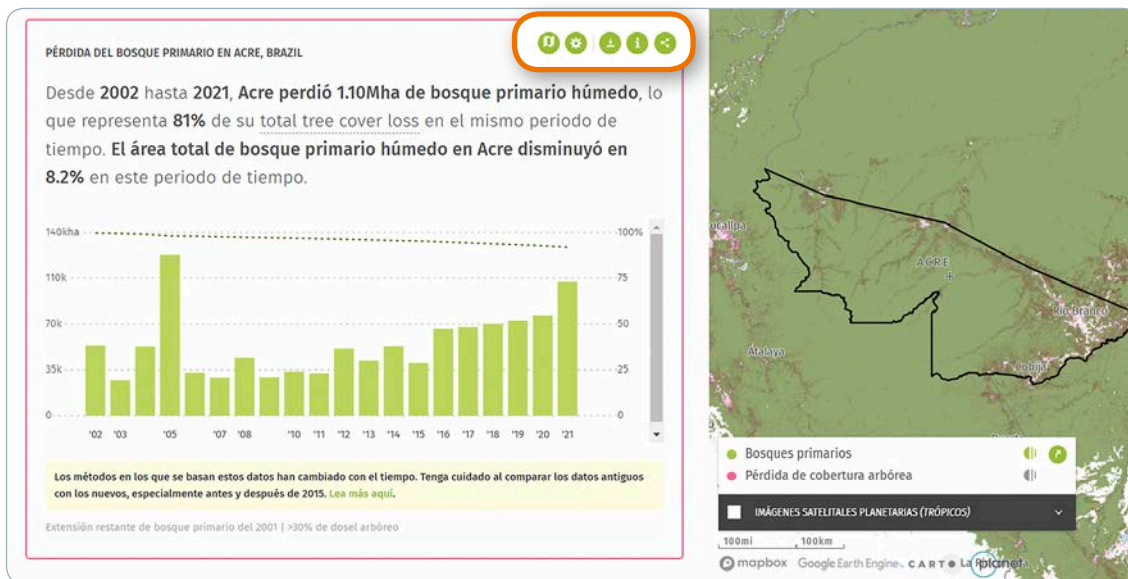 PÉRDIDA DEL BOSQUE PRIMARIO EN ACRE, BRAZIL
Desde 2002 hasta 2021, Acre perdió 1.10Mha de bosque primario húmedo, lo
que representa 81% de su total tree cover loss en el mismo periodo de
tiempo. El área total de bosque primario húmedo en Acre disminuyó en
8.2% en este periodo de tiempo.
140kha 100%
110k 75
70k 50
35k 25
0 0
'02 '03 '05 '07 '08 '10 '11 '12 '13 '14 '15 '16 '17 '18 '19 '20 '21
Los métodos en los que se basan estos datos han cambiado con el tiempo. Tenga cuidado al comparar los datos antiguos
con los nuevos, especialmente antes y después de 2015. Lea más aquí.
Extensión restante de bosque primario del 2001 | >30% de dosel arbóreo
ucallpa
ACRE
Rio Branco
Atalaya
Cobija
Bosques primarios
Pérdida de cobertura arbórea
IMÁGENES SATELITALES PLANETARIAS (TRÓPICOS)
100mi 100km
mapbox Google Earth Engine CARTO planet